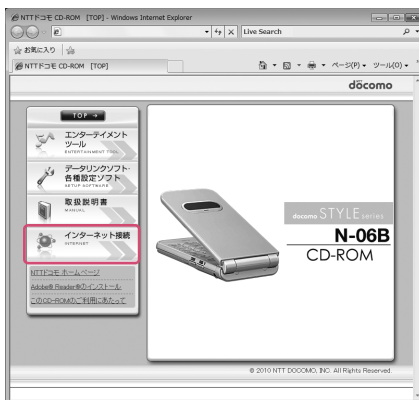 NTTドコモ CD-ROM [TOP] - Windows Internet Explorer
Live Search
お気に入り
NTTドコモ CD-ROM [TOP]
ページ(P) ツール(O)
döcomo
TOP →
エンターテイメント
ツール
ENTERTAINMENT TOOL
データリンクソフト・
各種設定ソフト
SETUP SOFTWARE
取扱説明書
MANUAL
インターネット接続
INTERNET
NTTドコモ ホームページ
Adobe® Reader®のインストール
このCD-ROMのご利用にあたって
docomo STYLE series
N-06B
CD-ROM
© 2010 NTT DOCOMO, INC. All Rights Reserved.